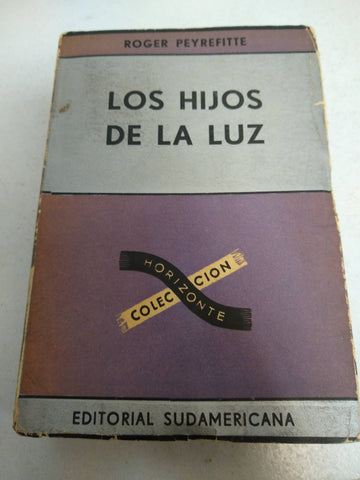 ROGER PEYREFITTE
LOS HIJOS
DE LA LUZ
COLECCION
HORIZONTE
EDITORIAL SUDAMERICANA